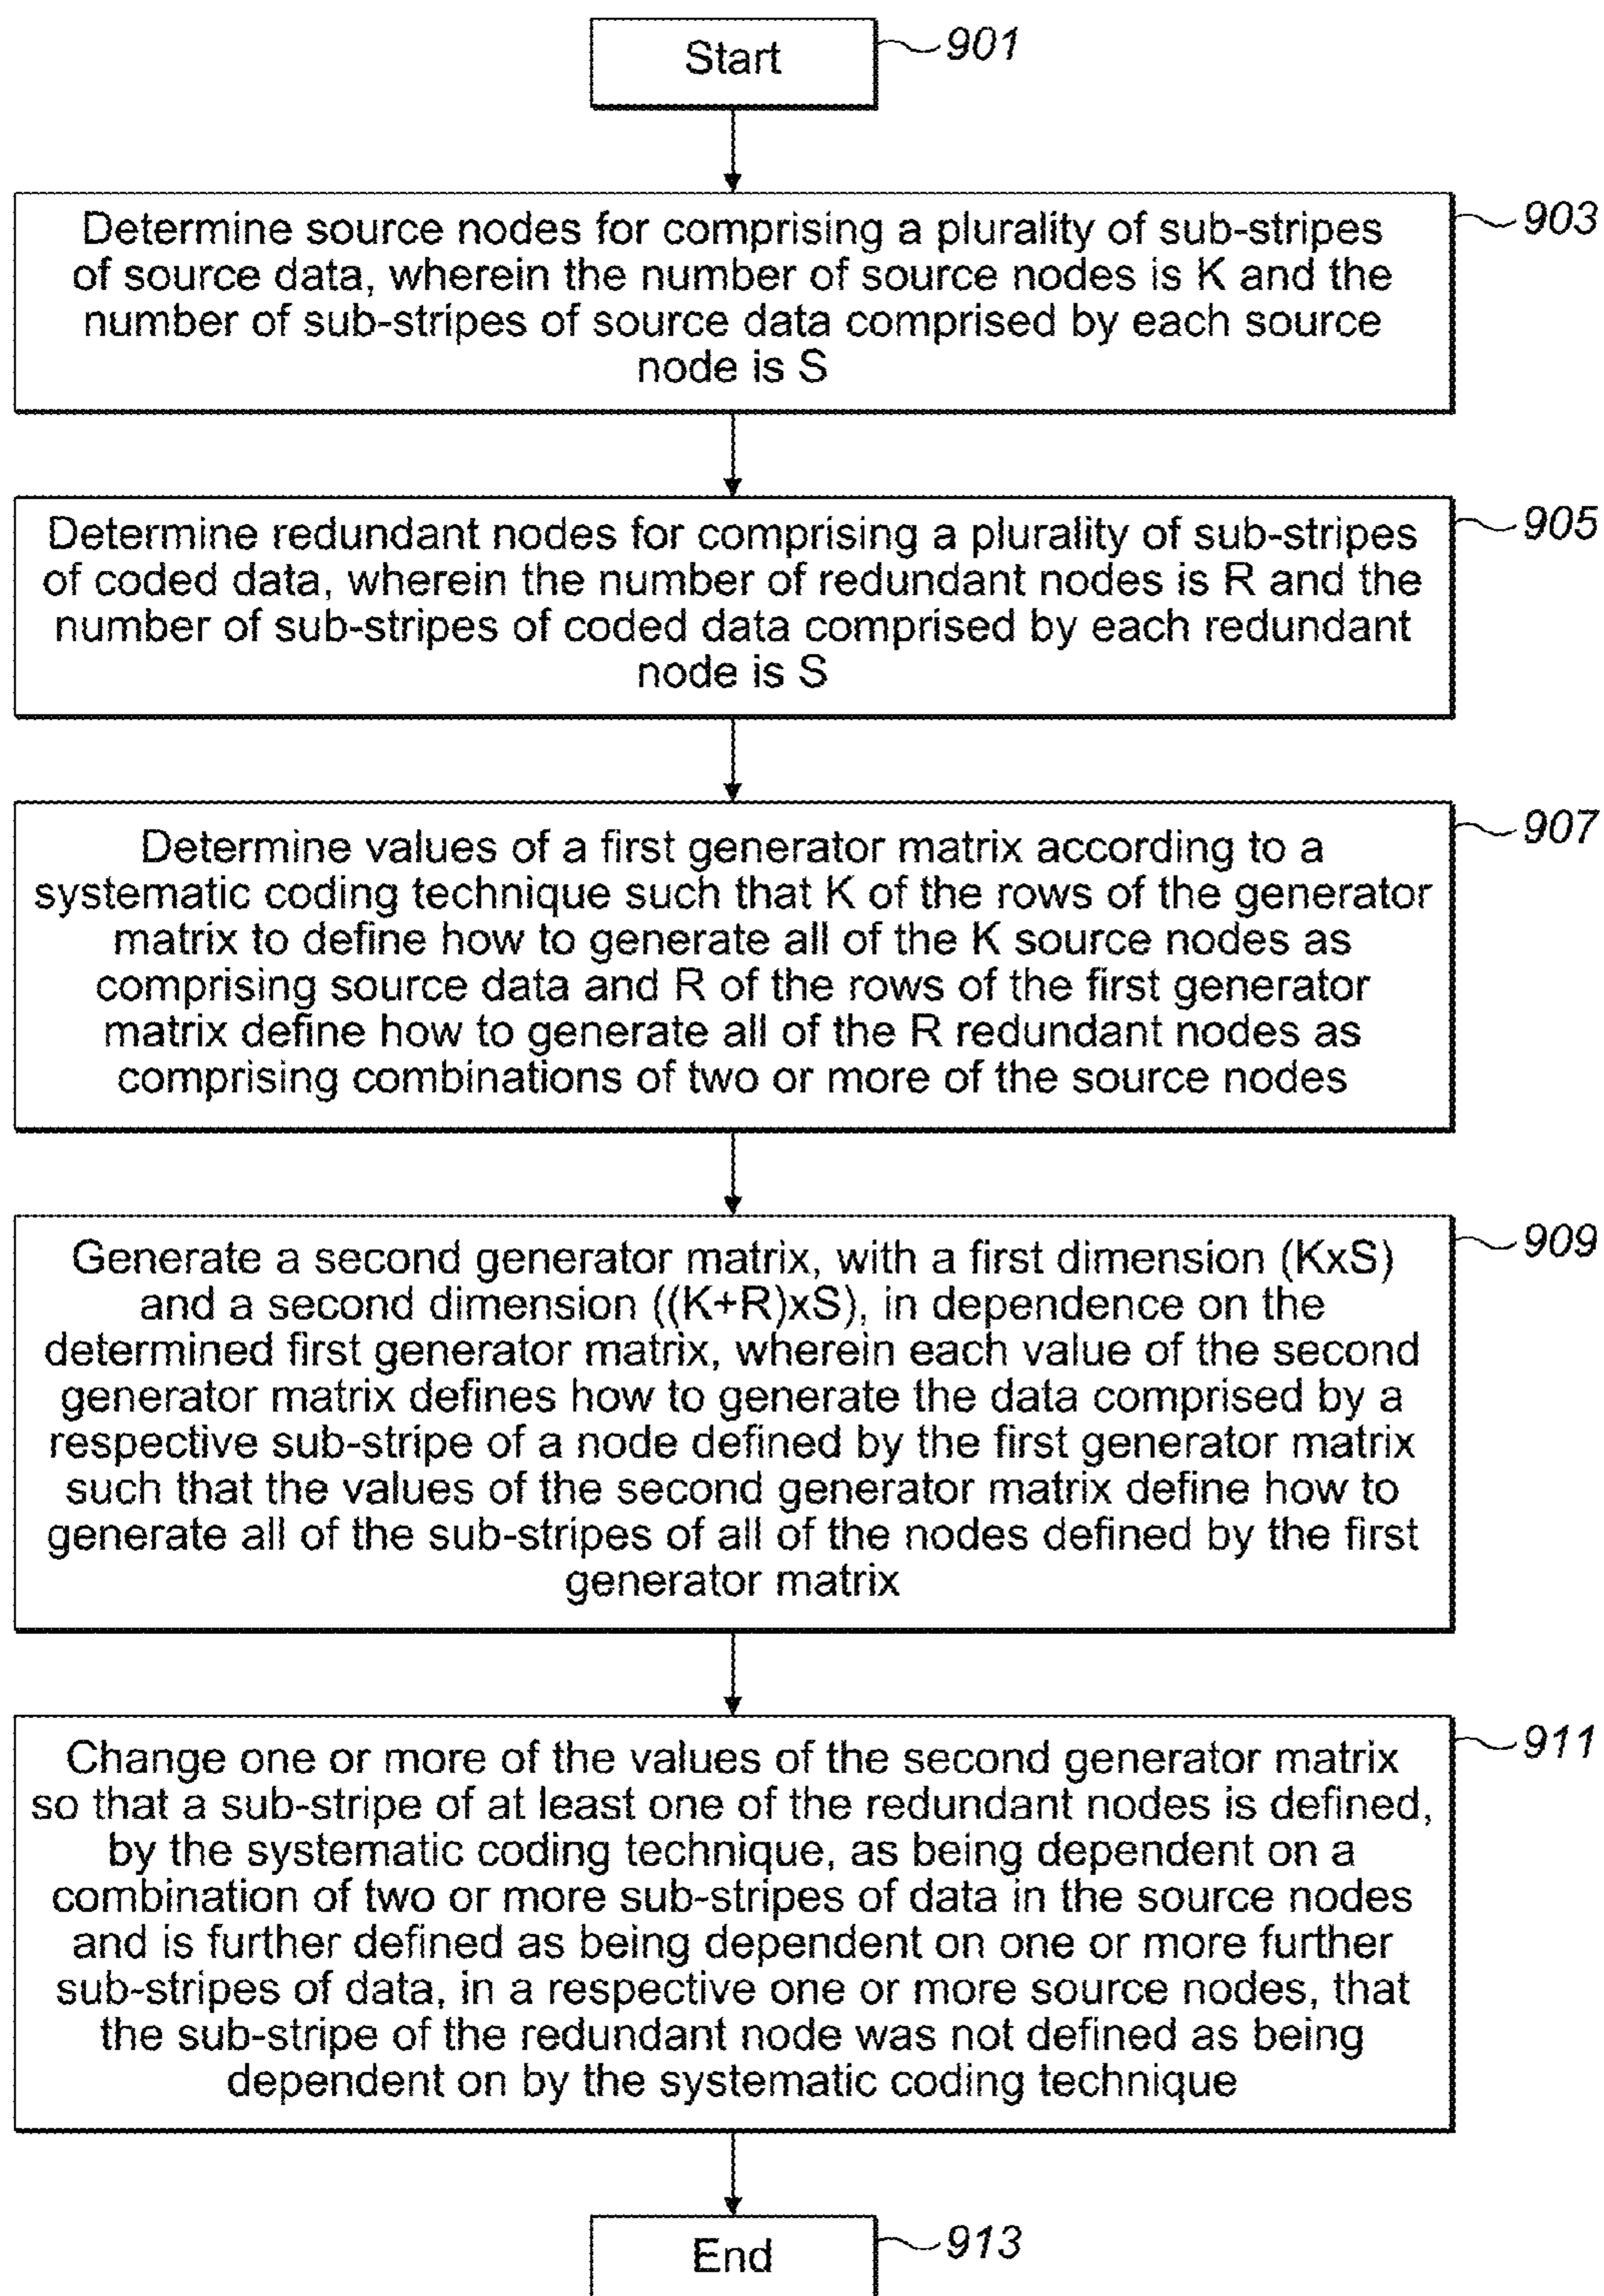 Start
901
Determine source nodes for comprising a plurality of sub-stripes
of source data, wherein the number of source nodes is K and the
number of sub-stripes of source data comprised by each source
node is S
903
Determine redundant nodes for comprising a plurality of sub-stripes
of coded data, wherein the number of redundant nodes is R and the
number of sub-stripes of coded data comprised by each redundant
node is S
905
Determine values of a first generator matrix according to a
systematic coding technique such that K of the rows of the generator
matrix to define how to generate all of the K source nodes as
comprising source data and R of the rows of the first generator
matrix define how to generate all of the R redundant nodes as
comprising combinations of two or more of the source nodes
907
Generate a second generator matrix, with a first dimension (KxS)
and a second dimension ((K+R)xS), in dependence on the
determined first generator matrix, wherein each value of the second
generator matrix defines how to generate the data comprised by a
respective sub-stripe of a node defined by the first generator matrix
such that the values of the second generator matrix define how to
generate all of the sub-stripes of all of the nodes defined by the first
generator matrix
909
Change one or more of the values of the second generator matrix
so that a sub-stripe of at least one of the redundant nodes is defined,
by the systematic coding technique, as being dependent on a
combination of two or more sub-stripes of data in the source nodes
and is further defined as being dependent on one or more further
sub-stripes of data, in a respective one or more source nodes, that
the sub-stripe of the redundant node was not defined as being
dependent on by the systematic coding technique
911
End
913